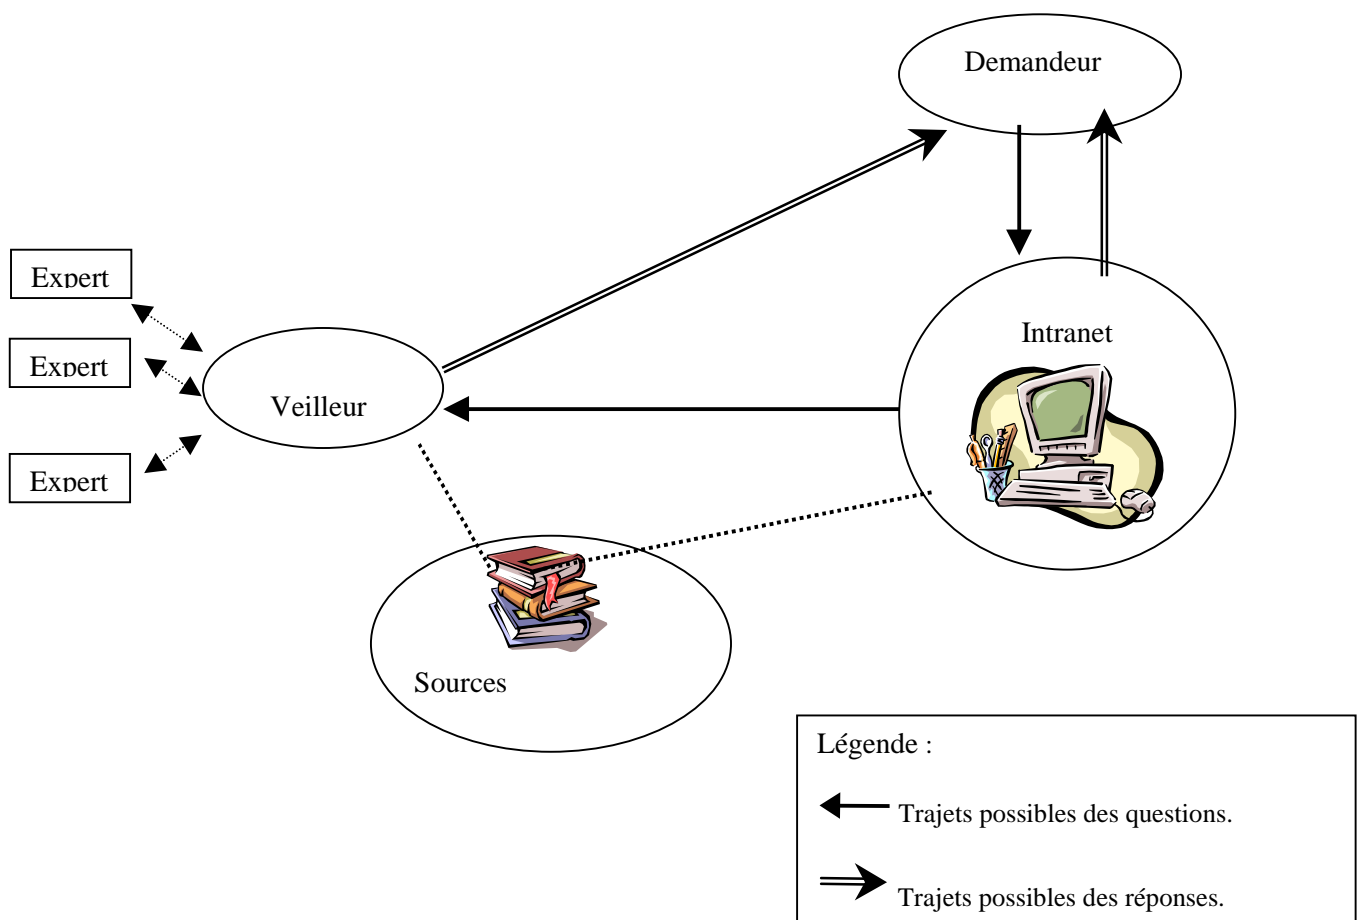 Demandeur
Expert
Intranet
Expert
Veilleur
Expert
Sources
Légende :
Trajets possibles des questions.
Trajets possibles des réponses.